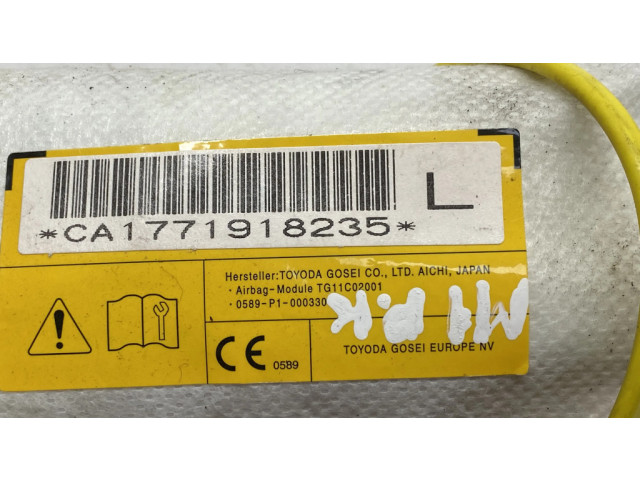 *CA1771918235*
L
Hersteller:TOYODA GOSEI CO., LTD. AICHI, JAPAN
· Airbag-Module TG11C02001
· 0589-P1-000330
CE 0589
TOYODA GOSEI EUROPE NV